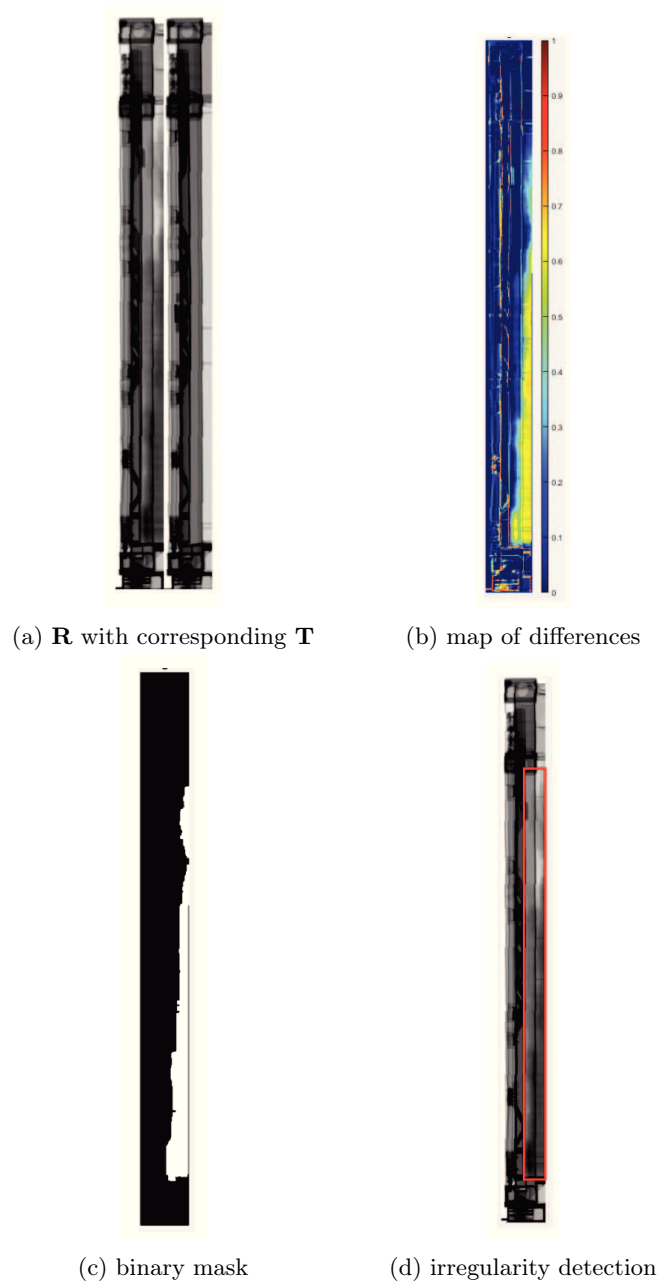 1
0.9
0.8
0.7
0.6
0.5
0.4
0.3
0.2
0.1
0
(a) R with corresponding T
(b) map of differences
(c) binary mask
(d) irregularity detection